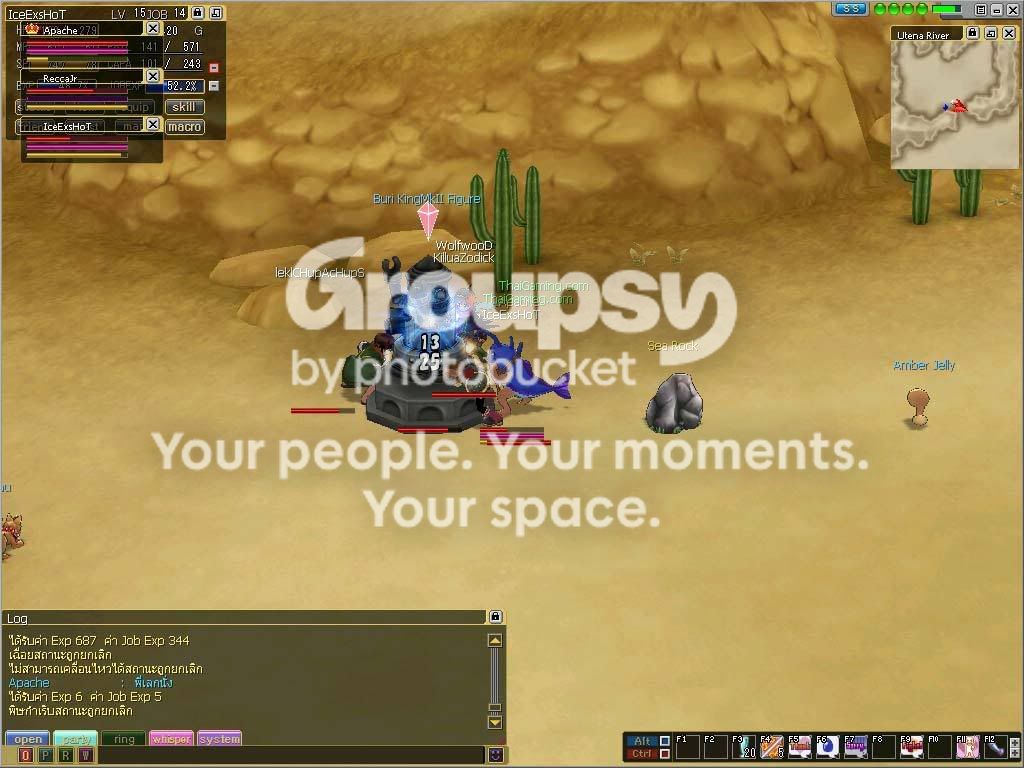 IceExsHoT LV 15 JOB 14
Apache
20 G
141 / 571
ReccaJr.
101 / 243
52.2%
skill
IceExsHoT
macro
SS
Utena River
Buri KingMkII Figure
WolfwooD
KilluaZodick
lek|CHupAcHupS
ThaiGaming.com
ThaiGaming.com
IceExsHoT
13
25
Sea Rock
Amber Jelly
Groupsy
by photobucket
Your people. Your moments.
Your space.
Log
ได้รับค่า Exp 687 ค่า Job Exp 344
เฉื่อยสถานะถูกยกเลิก
ไม่สามารถเคลื่อนไหวได้สถานะถูกยกเลิก
Apache : พี่เลกนั่ง
ได้รับค่า Exp 6 ค่า Job Exp 5
พิษกำเริบสถานะถูกยกเลิก
open party ring whisper system
O P R W
Alt F1 F2 F3 F4 F5 F6 F7 F8 F9 F10 F11 F12
Ctrl 20 5